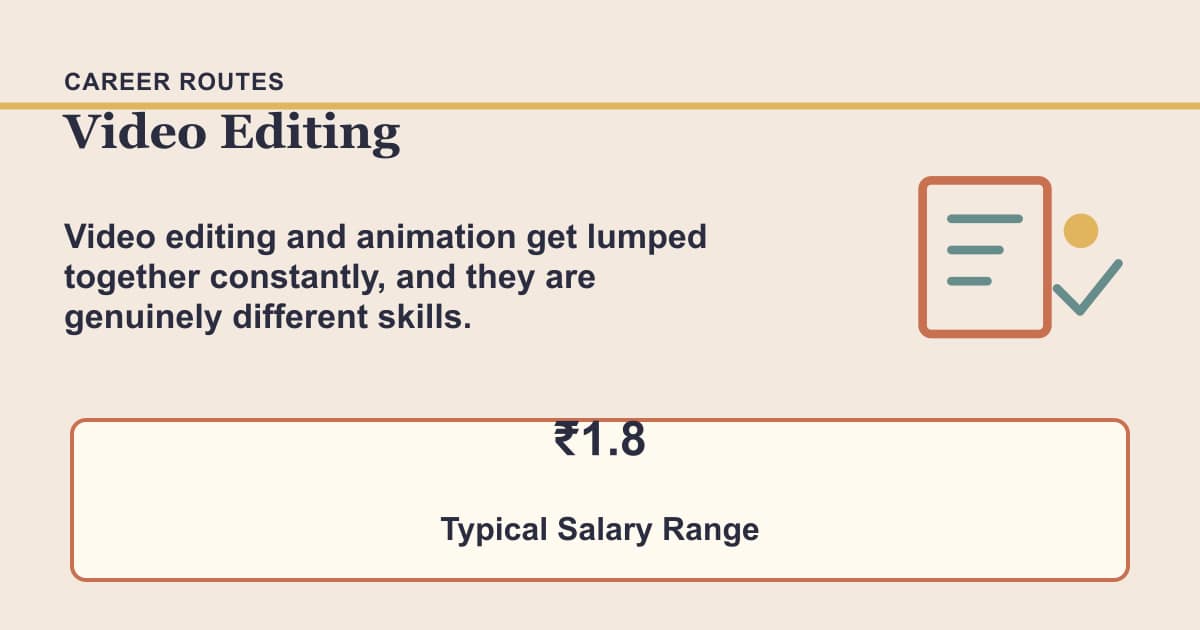 CAREER ROUTES
Video Editing
Video editing and animation get lumped
together constantly, and they are
genuinely different skills.
₹1.8
Typical Salary Range